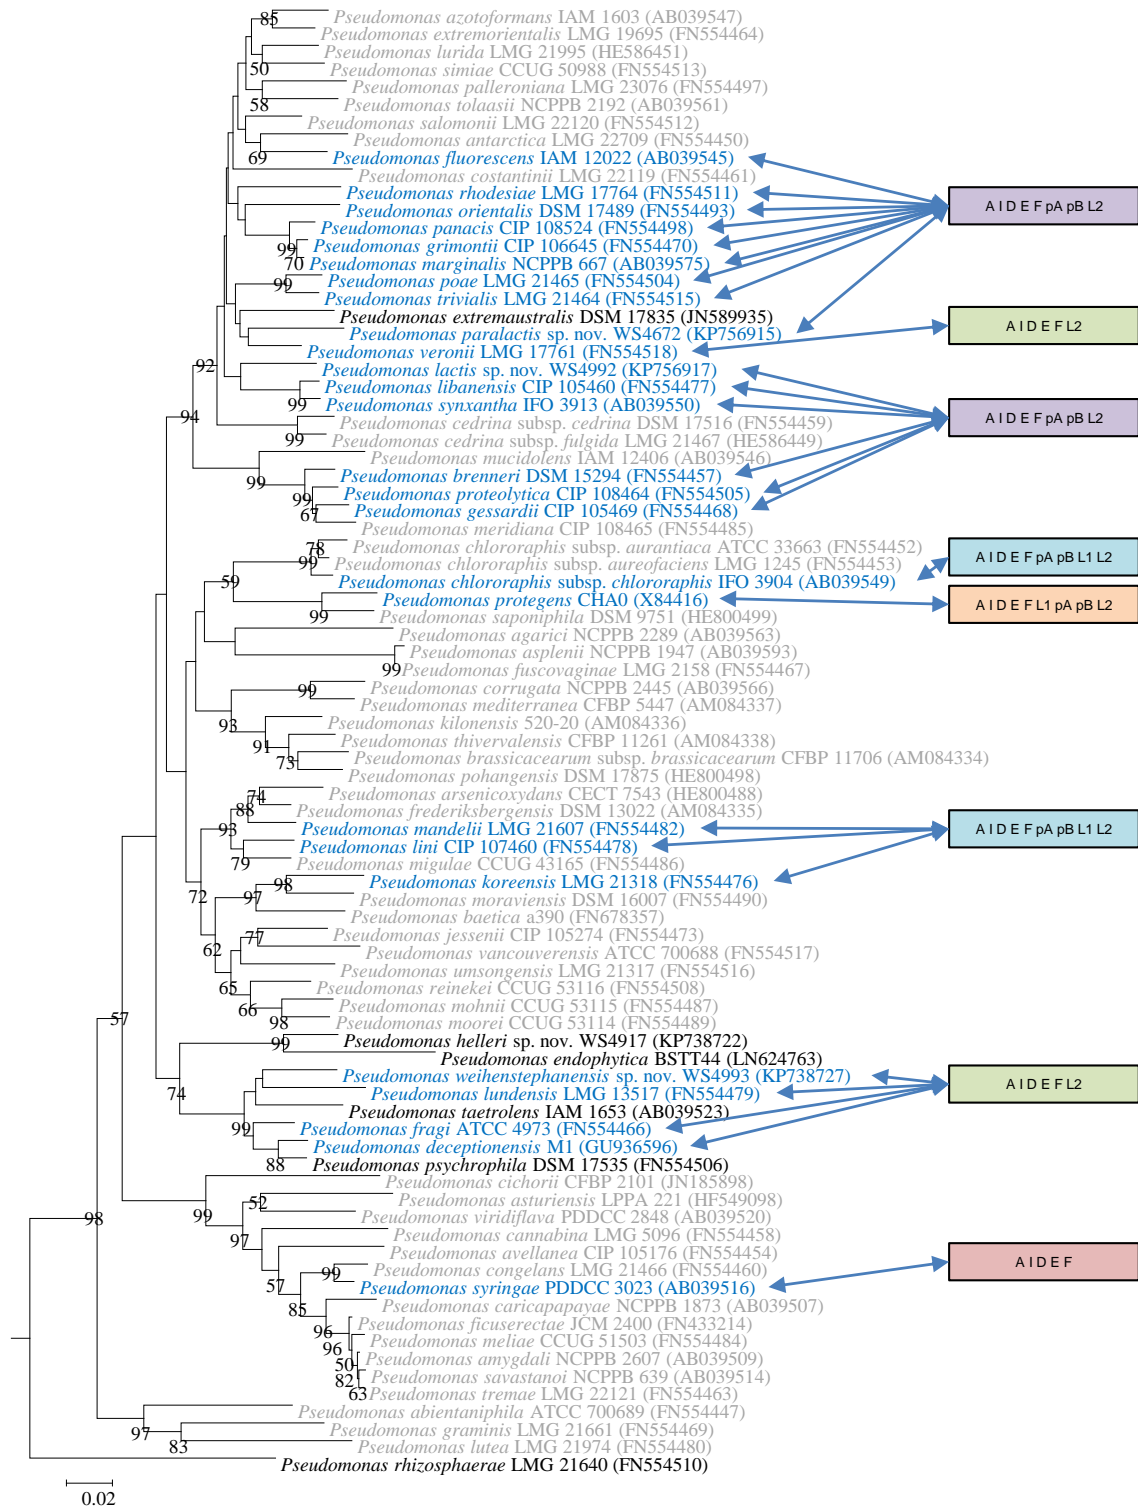 85
Pseudomonas azotoformans IAM 1603 (AB039547)
Pseudomonas extremorientalis LMG 19695 (FN554464)
Pseudomonas lurida LMG 21995 (HE586451)
50
Pseudomonas simiae CCUG 50988 (FN554513)
Pseudomonas palleroniana LMG 23076 (FN554497)
58
Pseudomonas tolaasii NCPPB 2192 (AB039561)
Pseudomonas salomonii LMG 22120 (FN554512)
Pseudomonas antarctica LMG 22709 (FN554450)
69
Pseudomonas fluorescens IAM 12022 (AB039545)
Pseudomonas costantinii LMG 22119 (FN554461)
Pseudomonas rhodesiae LMG 17764 (FN554511)
A I D E F pA pB L2
Pseudomonas orientalis DSM 17489 (FN554493)
Pseudomonas panacis CIP 108524 (FN554498)
99
Pseudomonas grimontii CIP 106645 (FN554470)
70
Pseudomonas marginalis NCPPB 667 (AB039575)
Pseudomonas poae LMG 21465 (FN554504)
99
Pseudomonas trivialis LMG 21464 (FN554515)
Pseudomonas extremaustralis DSM 17835 (JN589935)
A I D E F L2
Pseudomonas paralactis sp. nov. WS4672 (KP756915)
Pseudomonas veronii LMG 17761 (FN554518)
92
Pseudomonas lactis sp. nov. WS4992 (KP756917)
Pseudomonas libanensis CIP 105460 (FN554477)
99
Pseudomonas synxantha IFO 3913 (AB039550)
94
A I D E F pA pB L2
Pseudomonas cedrina subsp. cedrina DSM 17516 (FN554459)
99
Pseudomonas cedrina subsp. fulgida LMG 21467 (HE586449)
Pseudomonas mucidolens IAM 12406 (AB039546)
99
Pseudomonas brenneri DSM 15294 (FN554457)
99
Pseudomonas proteolytica CIP 108464 (FN554505)
67
Pseudomonas gessardii CIP 105469 (FN554468)
Pseudomonas meridiana CIP 108465 (FN554485)
78
Pseudomonas chlororaphis subsp. aurantiaca ATCC 33663 (FN554452)
A I D E F pA pB L1 L2
99
Pseudomonas chlororaphis subsp. aureofaciens LMG 1245 (FN554453)
59
Pseudomonas chlororaphis subsp. chlororaphis IFO 3904 (AB039549)
Pseudomonas protegens CHA0 (X84416)
A I D E F L1 pA pB L2
99
Pseudomonas saponiphila DSM 9751 (HE800499)
Pseudomonas agarici NCPPB 2289 (AB039563)
Pseudomonas asplenii NCPPB 1947 (AB039593)
99
Pseudomonas fuscovaginae LMG 2158 (FN554467)
99
Pseudomonas corrugata NCPPB 2445 (AB039566)
Pseudomonas mediterranea CFBP 5447 (AM084337)
93
Pseudomonas kilonensis 520-20 (AM084336)
91
Pseudomonas thivervalensis CFBP 11261 (AM084338)
73
Pseudomonas brassicacearum subsp. brassicacearum CFBP 11706 (AM084334)
Pseudomonas pohangensis DSM 17875 (HE800498)
74
Pseudomonas arsenicoxydans CECT 7543 (HE800488)
88
Pseudomonas frederiksbergensis DSM 13022 (AM084335)
93
Pseudomonas mandelii LMG 21607 (FN554482)
A I D E F pA pB L1 L2
Pseudomonas lini CIP 107460 (FN554478)
79
Pseudomonas migulae CCUG 43165 (FN554486)
98
Pseudomonas koreensis LMG 21318 (FN554476)
72
97
Pseudomonas moraviensis DSM 16007 (FN554490)
Pseudomonas baetica a390 (FN678357)
77
Pseudomonas jessenii CIP 105274 (FN554473)
62
Pseudomonas vancouverensis ATCC 700688 (FN554517)
Pseudomonas umsongensis LMG 21317 (FN554516)
65
Pseudomonas reinekei CCUG 53116 (FN554508)
66
Pseudomonas mohnii CCUG 53115 (FN554487)
98
Pseudomonas moorei CCUG 53114 (FN554489)
57
99
Pseudomonas helleri sp. nov. WS4917 (KP738722)
Pseudomonas endophytica BSTT44 (LN624763)
Pseudomonas weihenstephanensis sp. nov. WS4993 (KP738727)
A I D E F L2
74
Pseudomonas lundensis LMG 13517 (FN554479)
Pseudomonas taetrolens IAM 1653 (AB039523)
99
Pseudomonas fragi ATCC 4973 (FN554466)
Pseudomonas deceptionensis M1 (GU936596)
88
Pseudomonas psychrophila DSM 17535 (FN554506)
Pseudomonas cichorii CFBP 2101 (JN185898)
52
Pseudomonas asturiensis LPPA 221 (HF549098)
99
98
Pseudomonas viridiflava PDDCC 2848 (AB039520)
97
Pseudomonas cannabina LMG 5096 (FN554458)
Pseudomonas avellanea CIP 105176 (FN554454)
A I D E F
99
Pseudomonas congelans LMG 21466 (FN554460)
57
Pseudomonas syringae PDDCC 3023 (AB039516)
85
Pseudomonas caricapapayae NCPPB 1873 (AB039507)
96
Pseudomonas ficuserectae JCM 2400 (FN433214)
96
Pseudomonas meliae CCUG 51503 (FN554484)
50
Pseudomonas amygdali NCPPB 2607 (AB039509)
82
Pseudomonas savastanoi NCPPB 639 (AB039514)
63
Pseudomonas tremae LMG 22121 (FN554463)
Pseudomonas abientaniphila ATCC 700689 (FN554447)
97
Pseudomonas graminis LMG 21661 (FN554469)
83
Pseudomonas lutea LMG 21974 (FN554480)
Pseudomonas rhizosphaerae LMG 21640 (FN554510)
0.02